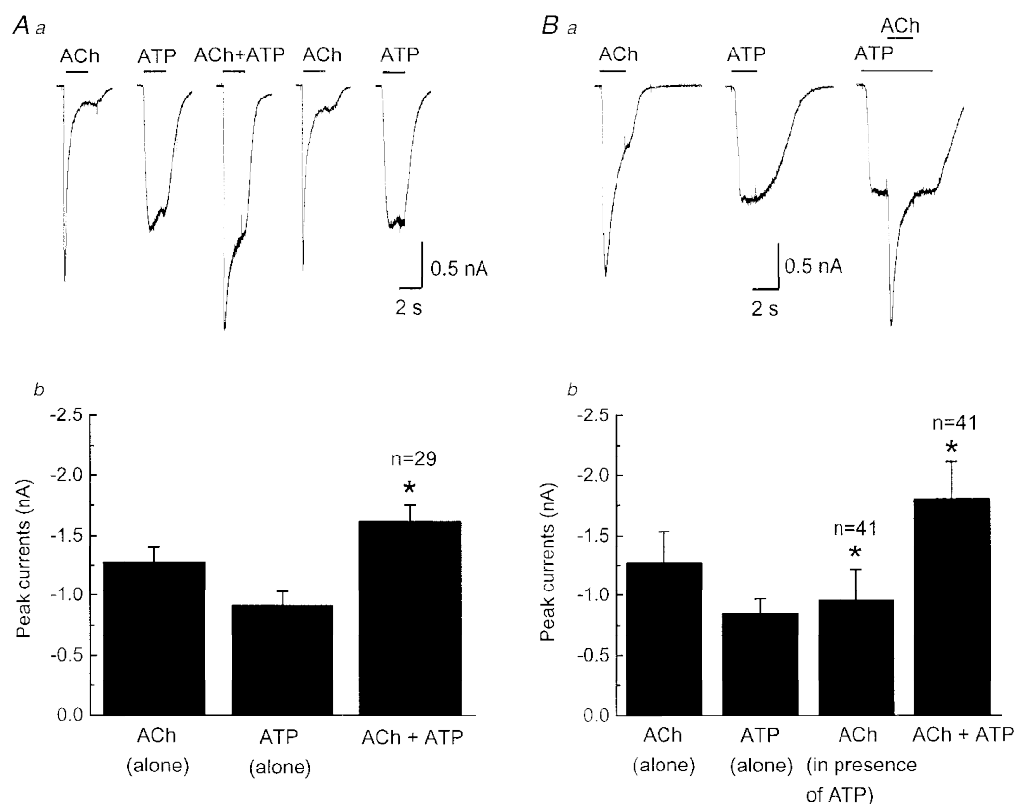 A a
ACh ATP ACh+ATP ACh ATP
0.5 nA
2 s
B a
ACh
ACh ATP ATP
0.5 nA
2 s
b
Peak currents (nA)
-2.5
-2.0
-1.5
-1.0
-0.5
0.0
n=29
*
ACh ATP ACh + ATP
(alone) (alone)
b
Peak currents (nA)
-2.5
-2.0
-1.5
-1.0
-0.5
0.0
n=41
*
n=41
*
ACh ATP ACh ACh + ATP
(alone) (alone) (in presence
of ATP)